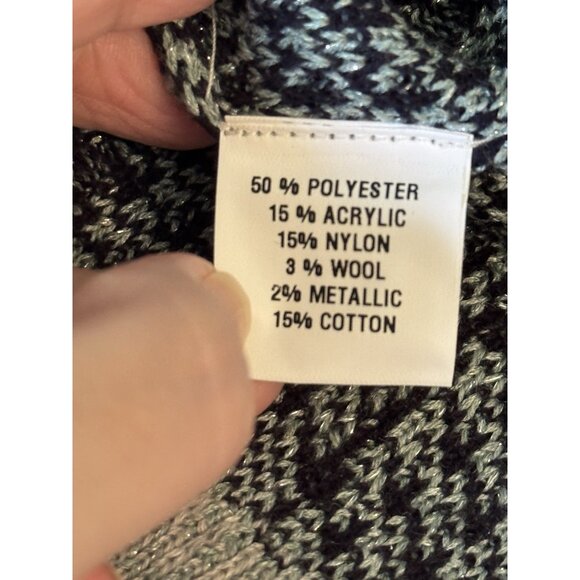 50 % POLYESTER
15 % ACRYLIC
15% NYLON
3 % WOOL
2% METALLIC
15% COTTON